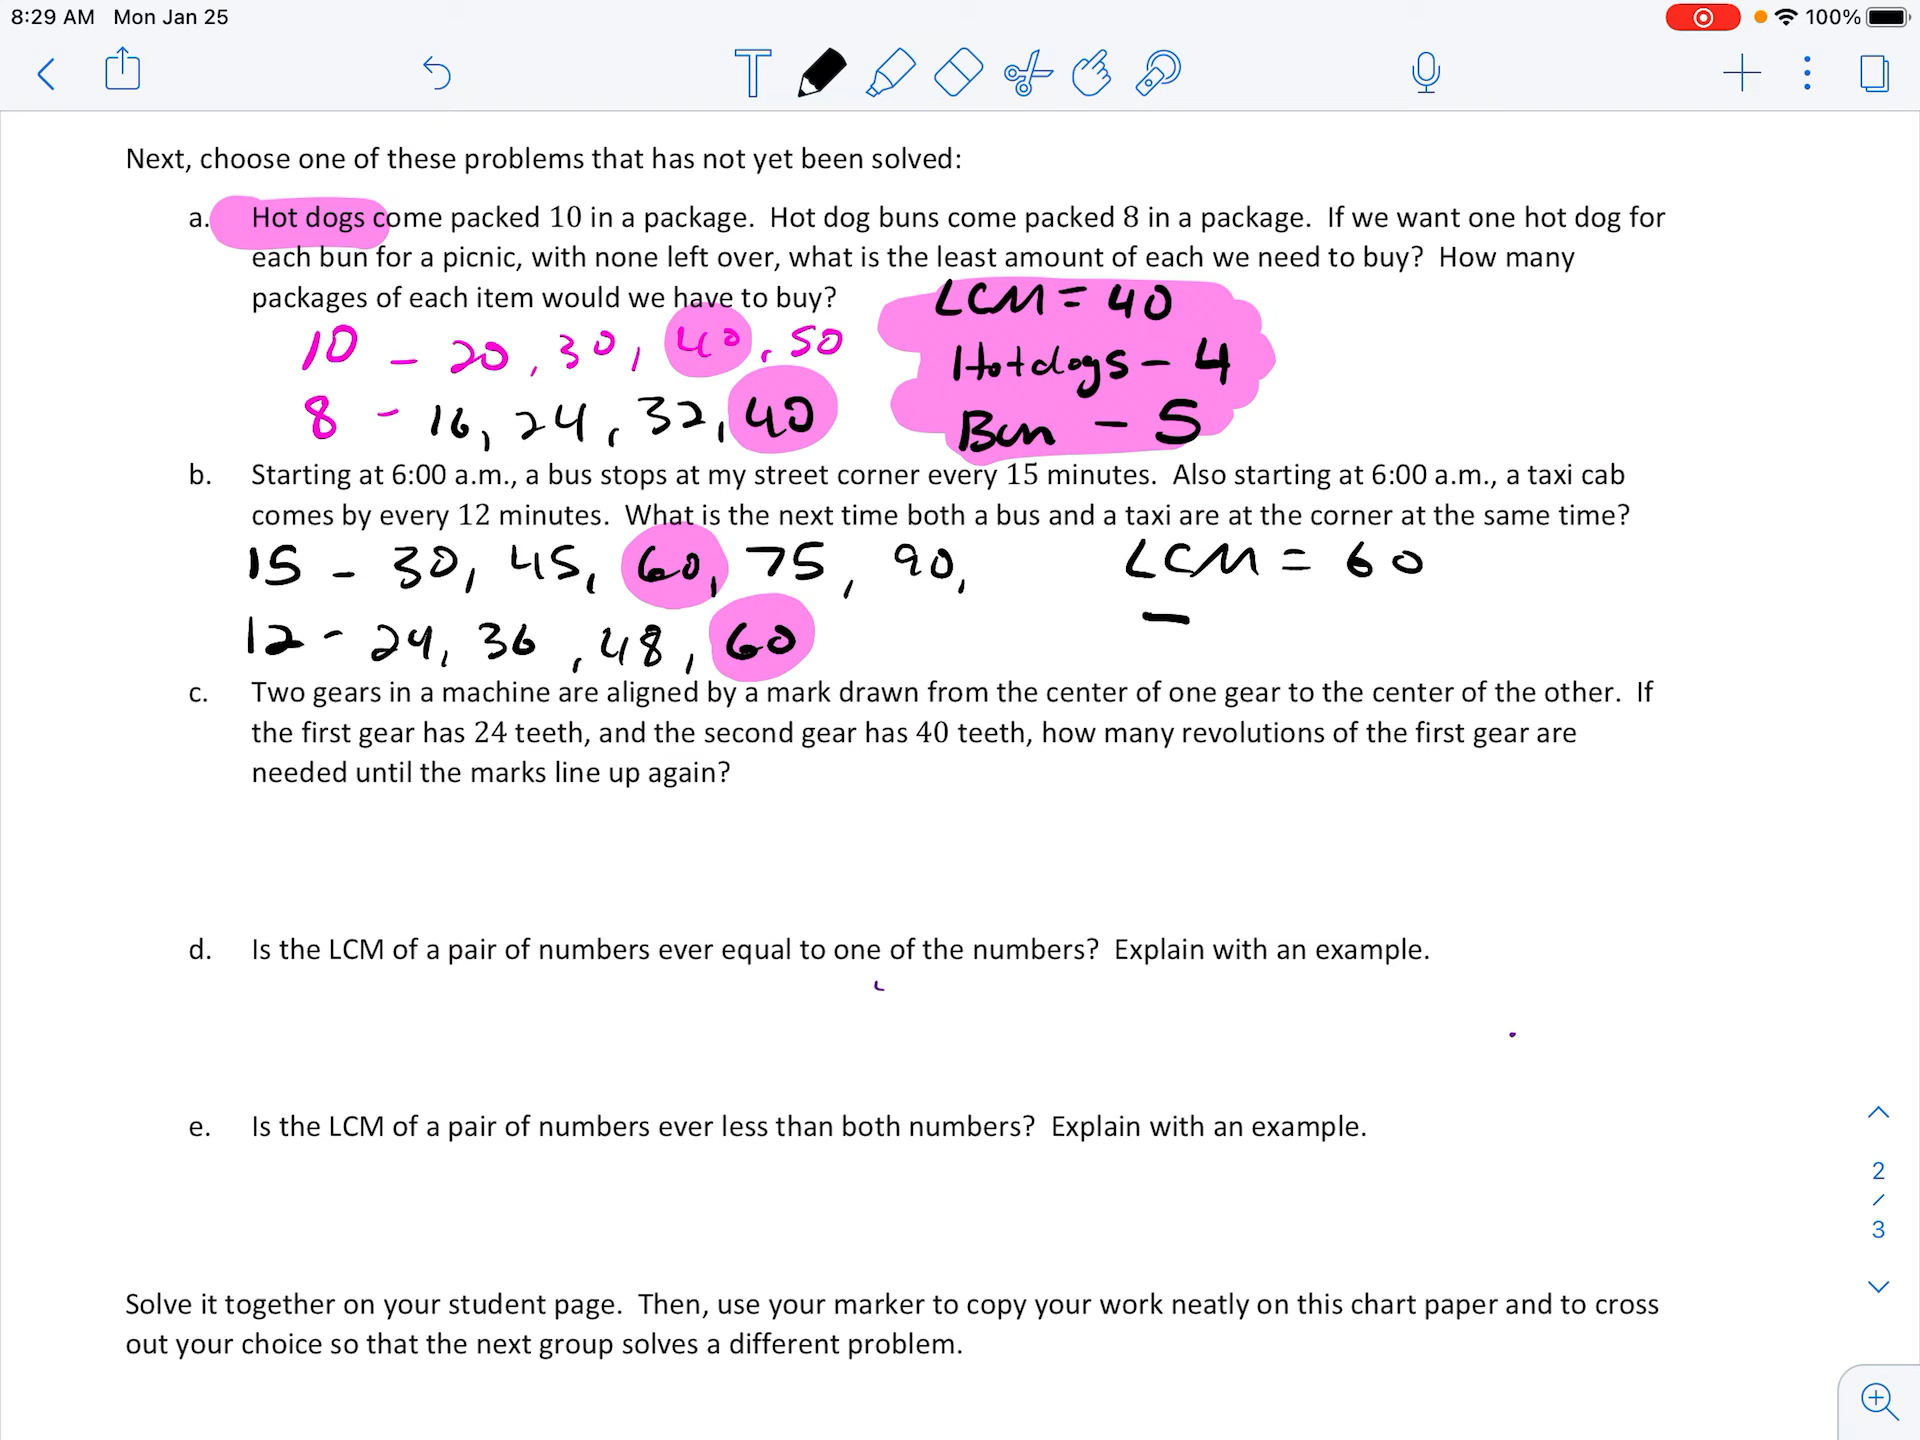 8:29 AM Mon Jan 25
100%
Next, choose one of these problems that has not yet been solved:
a. Hot dogs come packed 10 in a package. Hot dog buns come packed 8 in a package. If we want one hot dog for
each bun for a picnic, with none left over, what is the least amount of each we need to buy? How many
packages of each item would we have to buy?
LCM = 40
10 - 20, 30, 40, 50
Hotdogs - 4
8 - 16, 24, 32, 40
Bun - 5
b. Starting at 6:00 a.m., a bus stops at my street corner every 15 minutes. Also starting at 6:00 a.m., a taxi cab
comes by every 12 minutes. What is the next time both a bus and a taxi are at the corner at the same time?
15 - 30, 45, 60, 75, 90,
LCM = 60
12 - 24, 36, 48, 60
c. Two gears in a machine are aligned by a mark drawn from the center of one gear to the center of the other. If
the first gear has 24 teeth, and the second gear has 40 teeth, how many revolutions of the first gear are
needed until the marks line up again?
d. Is the LCM of a pair of numbers ever equal to one of the numbers? Explain with an example.
e. Is the LCM of a pair of numbers ever less than both numbers? Explain with an example.
2
/
3
Solve it together on your student page. Then, use your marker to copy your work neatly on this chart paper and to cross
out your choice so that the next group solves a different problem.